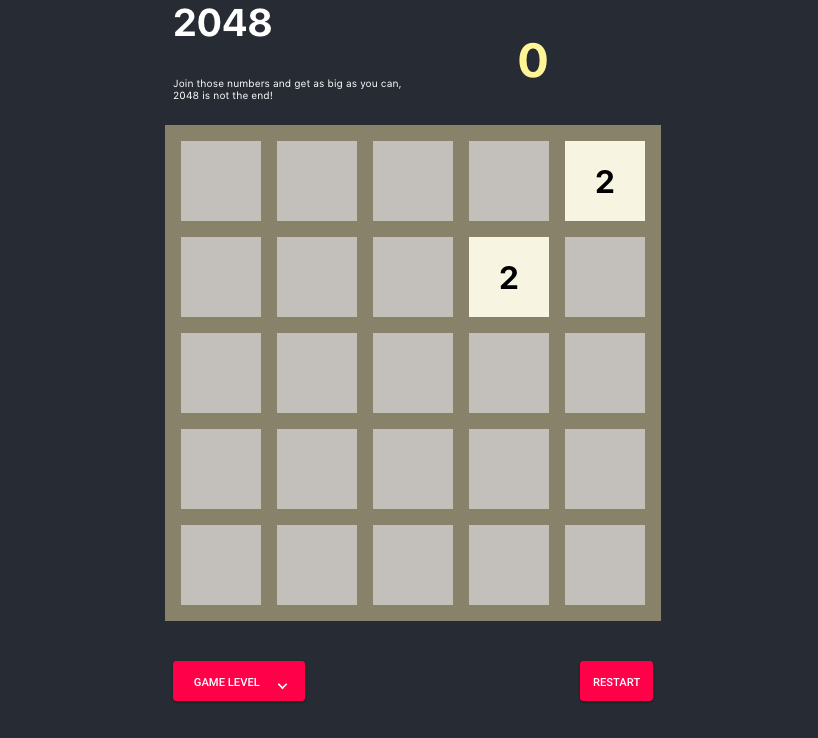 2048
0
Join those numbers and get as big as you can,
2048 is not the end!
2
2
GAME LEVEL
RESTART